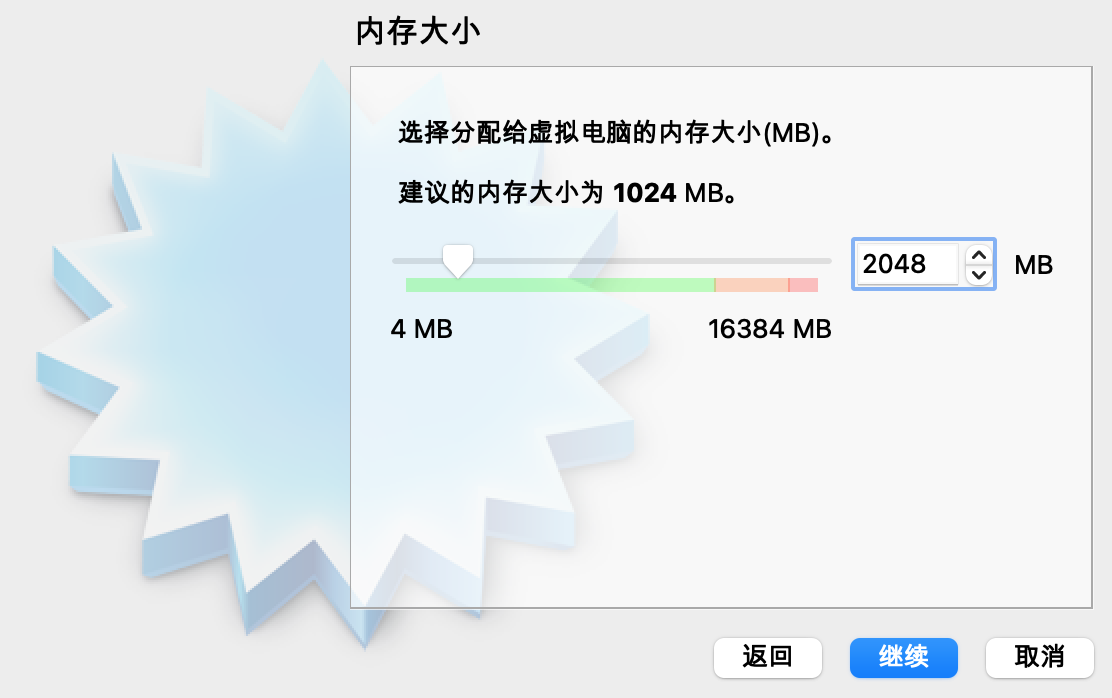 内存大小
选择分配给虚拟电脑的内存大小(MB)。
建议的内存大小为 1024 MB。
2048 MB
4 MB 16384 MB
返回 继续 取消